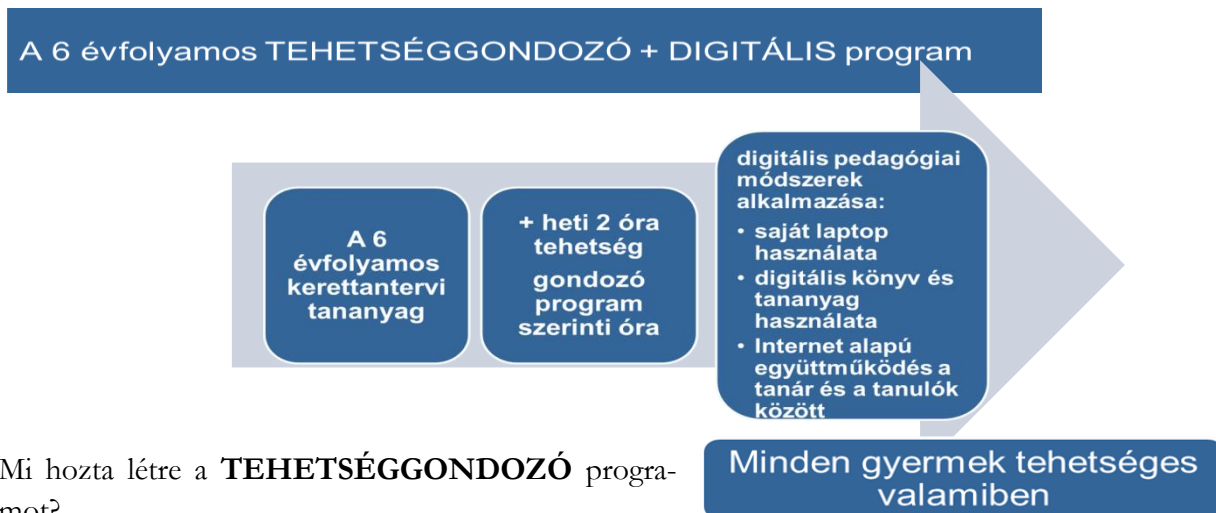 A 6 évfolyamos TEHETSÉGGONDOZÓ + DIGITÁLIS program
A 6
évfolyamos
kerettantervi
tananyag
+ heti 2 óra
tehetség
gondozó
program
szerinti óra
digitális pedagógiai
módszerek
alkalmazása:
• saját laptop
használata
• digitális könyv és
tananyag
használata
• Internet alapú
együttműködés a
tanár és a tanulók
között
Mi hozta létre a TEHETSÉGGONDOZÓ progra-
mot?
Minden gyermek tehetséges
valamiben